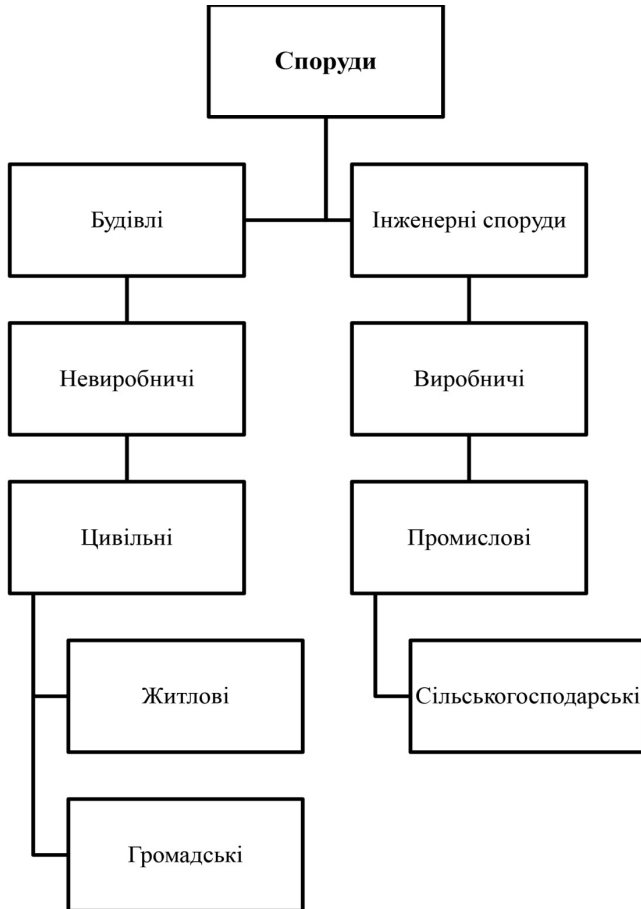 Споруди
Будівлі
Інженерні споруди
Невиробничі
Виробничі
Цивільні
Промислові
Житлові
Сільськогосподарські
Громадські